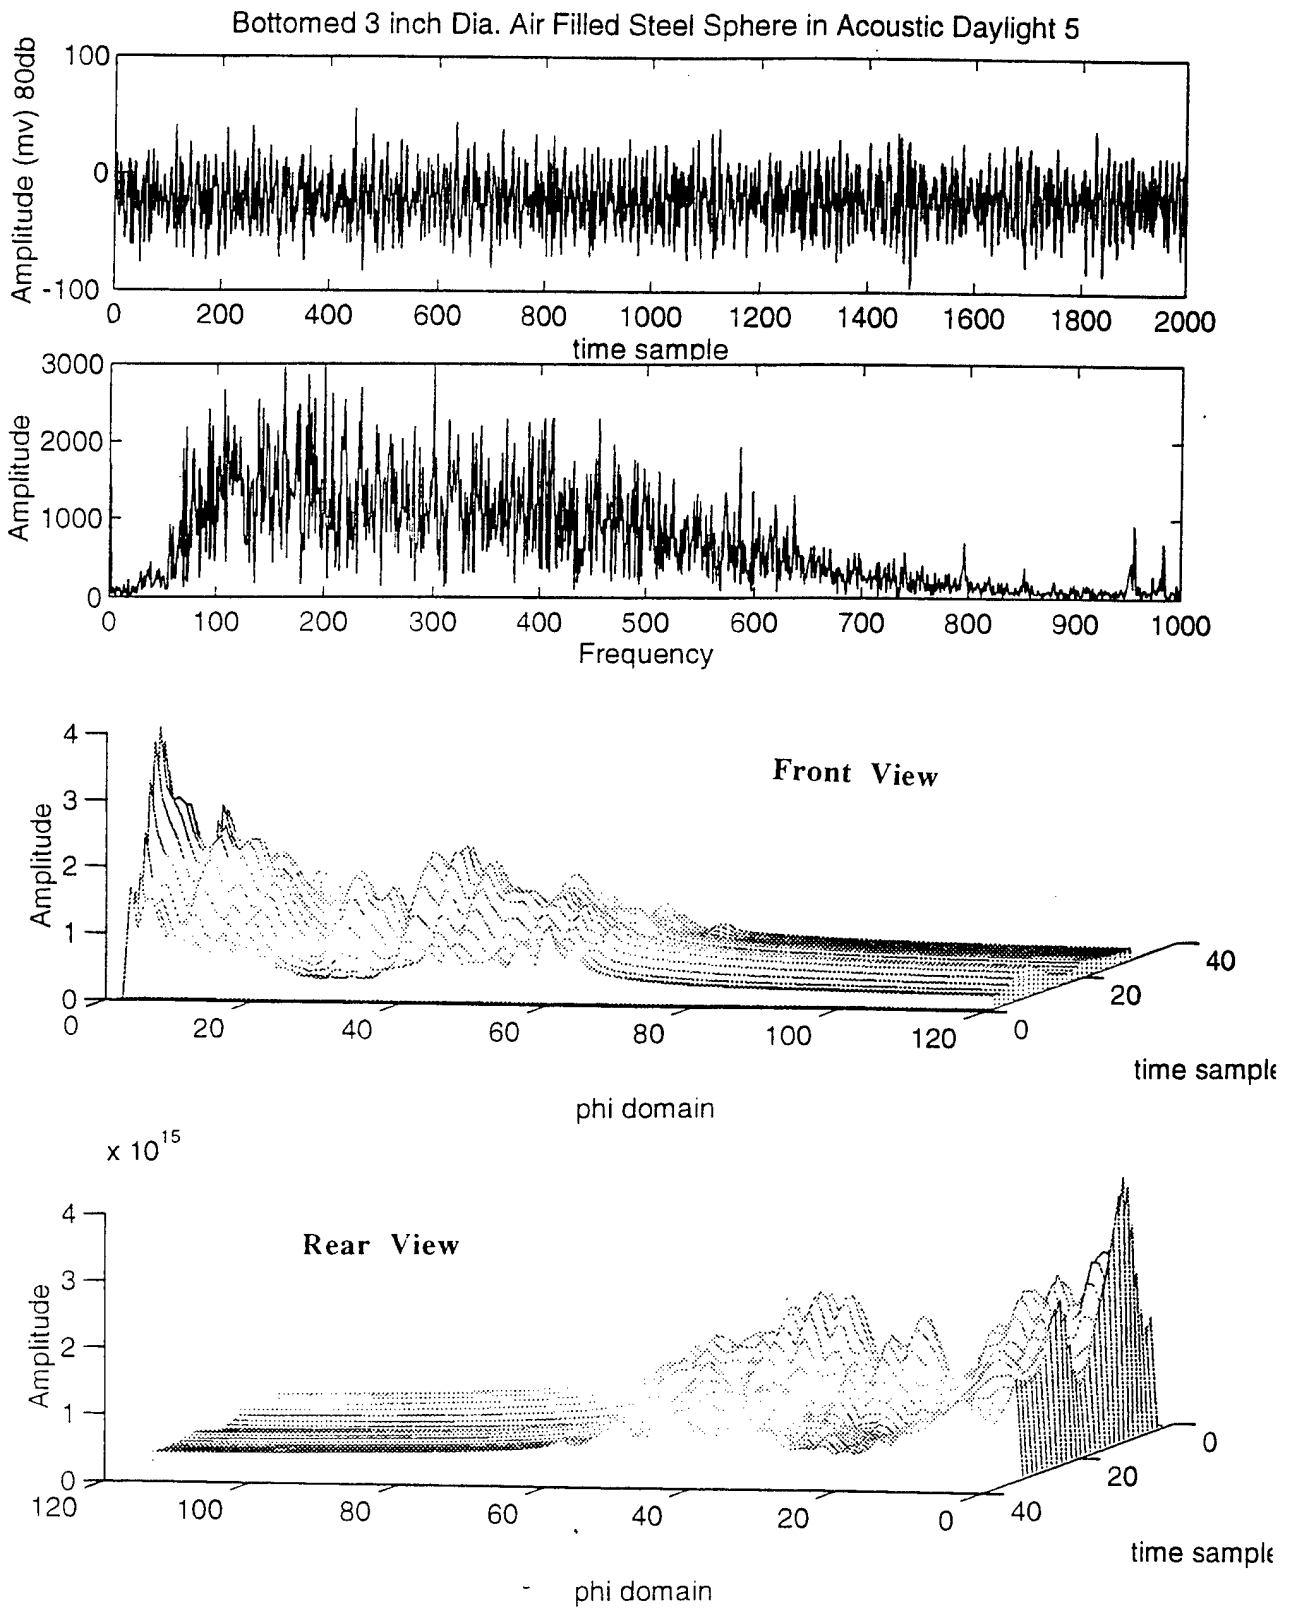 Bottomed 3 inch Dia. Air Filled Steel Sphere in Acoustic Daylight 5
Amplitude (mv) 80db
100
0
-100
0 200 400 600 800 1000 1200 1400 1600 1800 2000
time sample
Amplitude
3000
2000
1000
0
0 100 200 300 400 500 600 700 800 900 1000
Frequency
Front View
Amplitude
4
3
2
1
0
0 20 40 60 80 100 120
0 20 40
time sample
phi domain
x 10^15
Rear View
Amplitude
4
3
2
1
0
120 100 80 60 40 20 0
40 20 0
time sample
phi domain